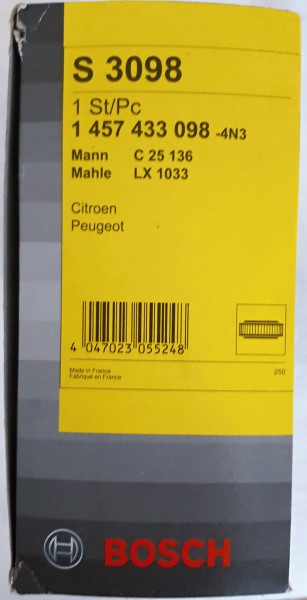 S 3098
1 St/Pc
1 457 433 098 -4N3
Mann C 25 136
Mahle LX 1033
Citroen
Peugeot
4 047023 055248
Made in France
Fabriqué en France
250
BOSCH